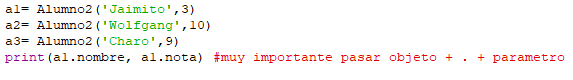 a1= Alumno2('Jaimito',3)
a2= Alumno2('Wolfgang',10)
a3= Alumno2('Charo',9)
print(a1.nombre, a1.nota) #muy importante pasar objeto + . + parametro